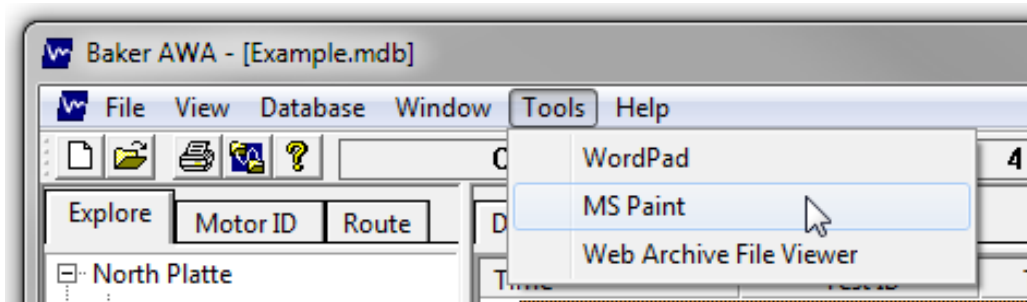 Baker AWA - [Example.mdb]
File View Database Window Tools Help
WordPad
4
MS Paint
Explore Motor ID Route D
Web Archive File Viewer
North Platte